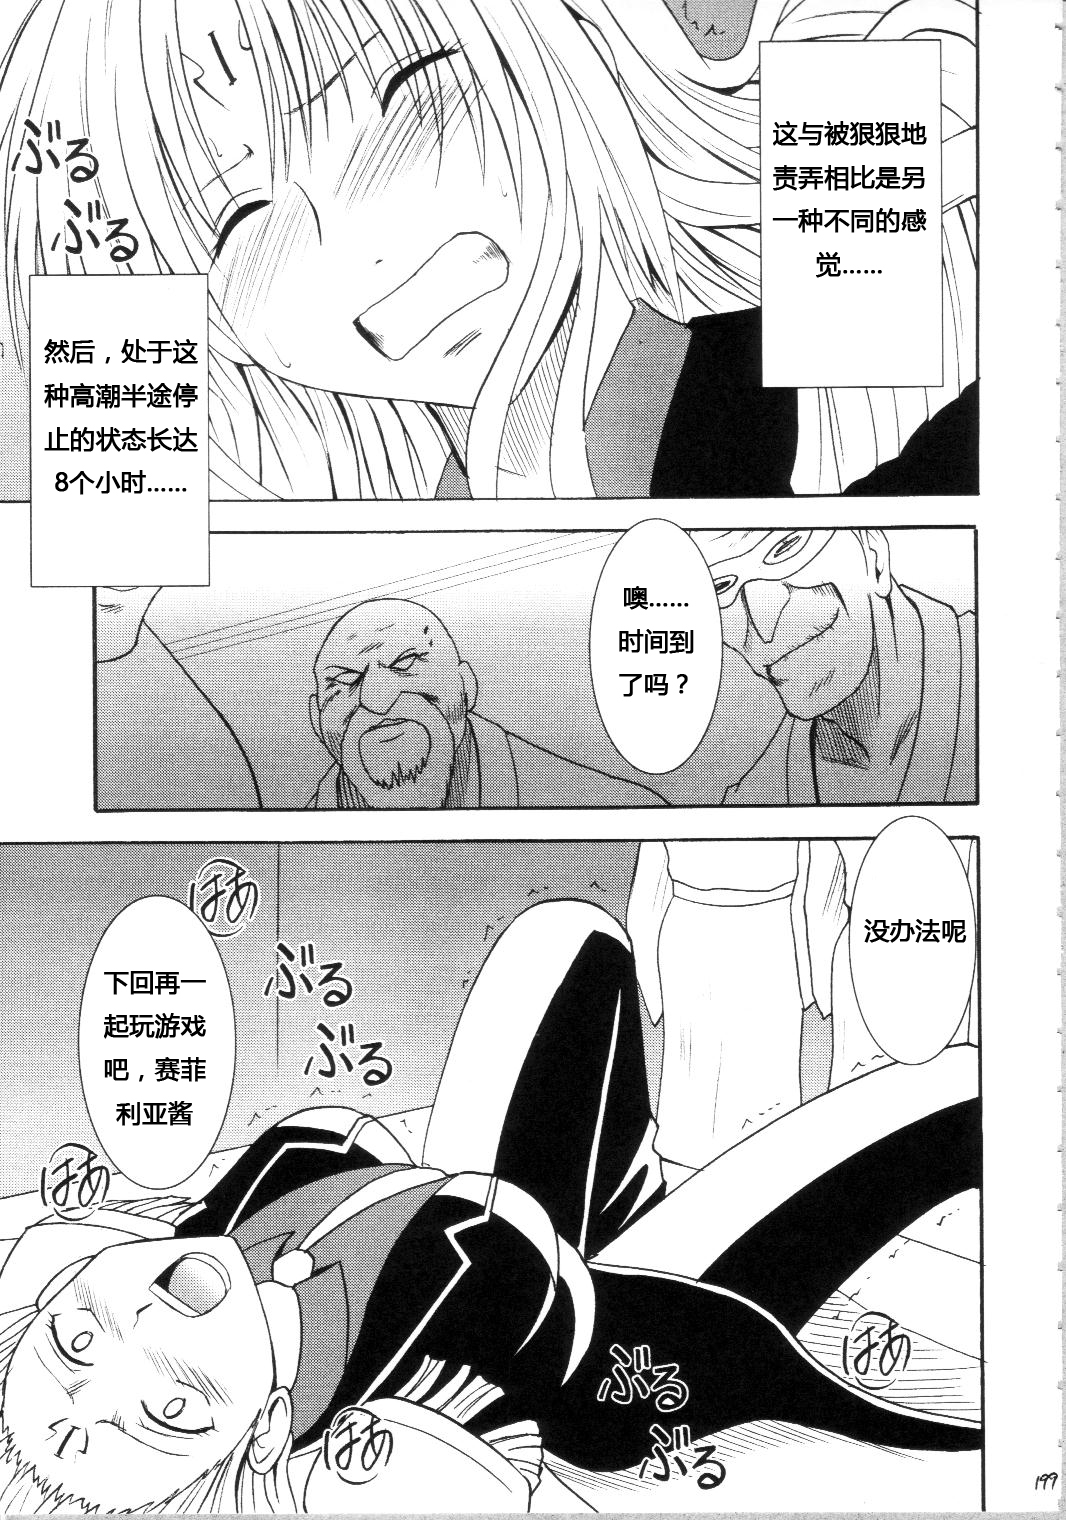 这与被狠狠地
责弄相比是另
一种不同的感
觉……
ぶる
ぶる
然后，处于这
种高潮半途停
止的状态长达
8个小时……
噢……
时间到
了吗？
没办法呢
はあ
ぶる
ぶる
下回再一
起玩游戏
吧，赛菲
利亚酱
はあ
はあ
ぶる
はあ
ぶる
199